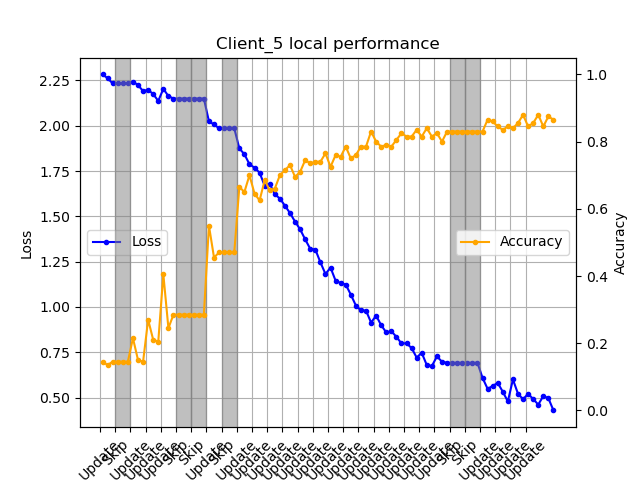 Client_5 local performance
2.25
2.00
1.75
1.50
1.25
1.00
0.75
0.50
Loss
Loss
Accuracy
1.0
0.8
0.6
0.4
0.2
0.0
Accuracy
Update
Skip
Update
Update
Update
Skip
Skip
Update
Skip
Update
Update
Update
Update
Update
Update
Update
Update
Update
Update
Update
Update
Update
Update
Skip
Skip
Update
Update
Update
Update